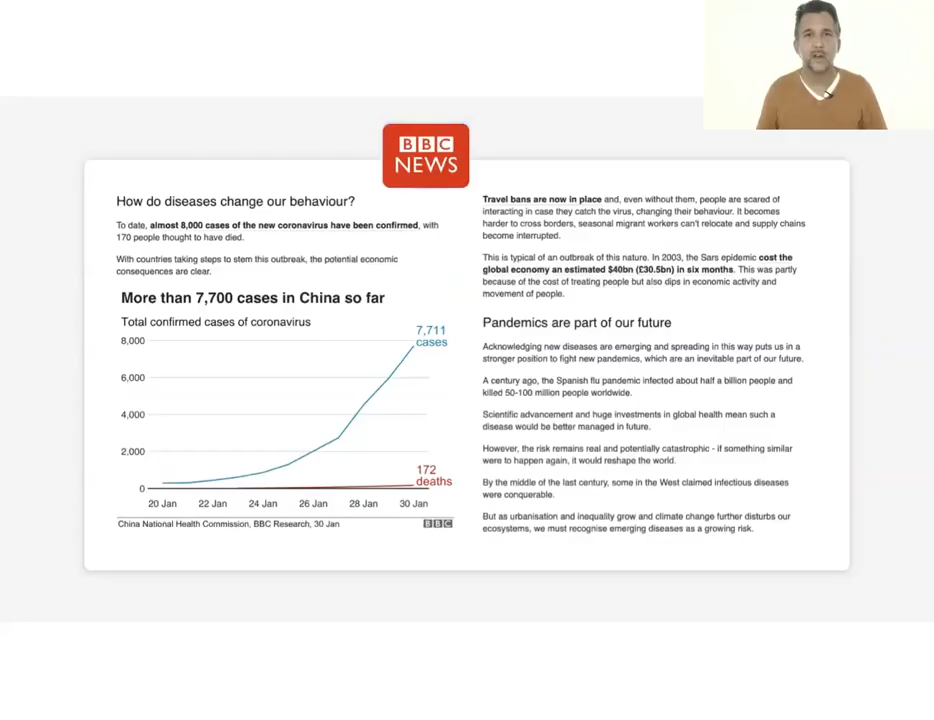 BBC
NEWS
How do diseases change our behaviour?
To date, almost 8,000 cases of the new coronavirus have been confirmed, with
170 people thought to have died.
With countries taking steps to stem this outbreak, the potential economic
consequences are clear.
More than 7,700 cases in China so far
Total confirmed cases of coronavirus
7,711
cases
8,000
6,000
4,000
2,000
0
172
deaths
20 Jan 22 Jan 24 Jan 26 Jan 28 Jan 30 Jan
China National Health Commission, BBC Research, 30 Jan
BBC
Travel bans are now in place and, even without them, people are scared of
interacting in case they catch the virus, changing their behaviour. It becomes
harder to cross borders, seasonal migrant workers can't relocate and supply chains
become interrupted.
This is typical of an outbreak of this nature. In 2003, the Sars epidemic cost the
global economy an estimated $40bn (£30.5bn) in six months. This was partly
because of the cost of treating people but also dips in economic activity and
movement of people.
Pandemics are part of our future
Acknowledging new diseases are emerging and spreading in this way puts us in a
stronger position to fight new pandemics, which are an inevitable part of our future.
A century ago, the Spanish flu pandemic infected about half a billion people and
killed 50-100 million people worldwide.
Scientific advancement and huge investments in global health mean such a
disease would be better managed in future.
However, the risk remains real and potentially catastrophic - if something similar
were to happen again, it would reshape the world.
By the middle of the last century, some in the West claimed infectious diseases
were conquerable.
But as urbanisation and inequality grow and climate change further disturbs our
ecosystems, we must recognise emerging diseases as a growing risk.